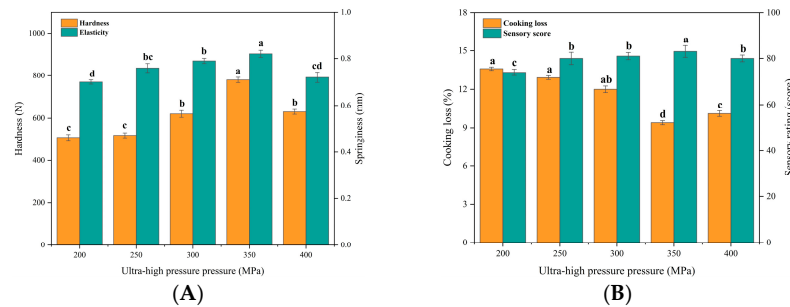 Hardness
Elasticity
Hardness (N)
1000
800
600
400
200
0
1.0
0.8
0.6
0.4
0.2
0.0
Springiness (mm)
c
d
c
bc
b
b
a
a
b
cd
200
250
300
350
400
Ultra-high pressure pressure (MPa)
(A)
Cooking loss
Sensory score
Cooking loss (%)
18
15
12
9
6
3
0
100
80
60
40
20
0
Sensory rating (score)
a
c
a
b
ab
b
d
a
c
b
200
250
300
350
400
Ultra-high pressure pressure (MPa)
(B)